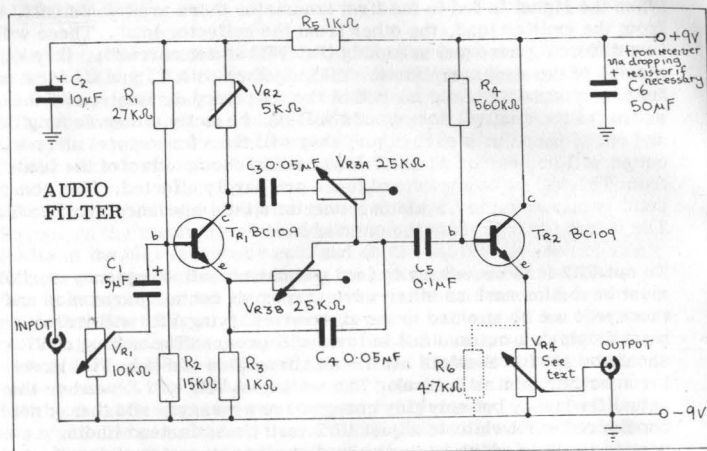 R5 1KΩ
O+9V
from receiver
via dropping
resistor if
necessary
C6
50µF
C2
10µF
R1
27KΩ
VR2
5KΩ
R4
560KΩ
C3 0·05µF
VR3A 25KΩ
AUDIO
FILTER
c
b
e
TR1 BC109
c
b
e
TR2 BC109
C1
5µF
+
VR3B
25KΩ
C5
0·1µF
C4 0·05µF
INPUT
VR1
10KΩ
R2
15KΩ
R3
1KΩ
R6
4·7KΩ
VR4
See
text
OUTPUT
O-9V